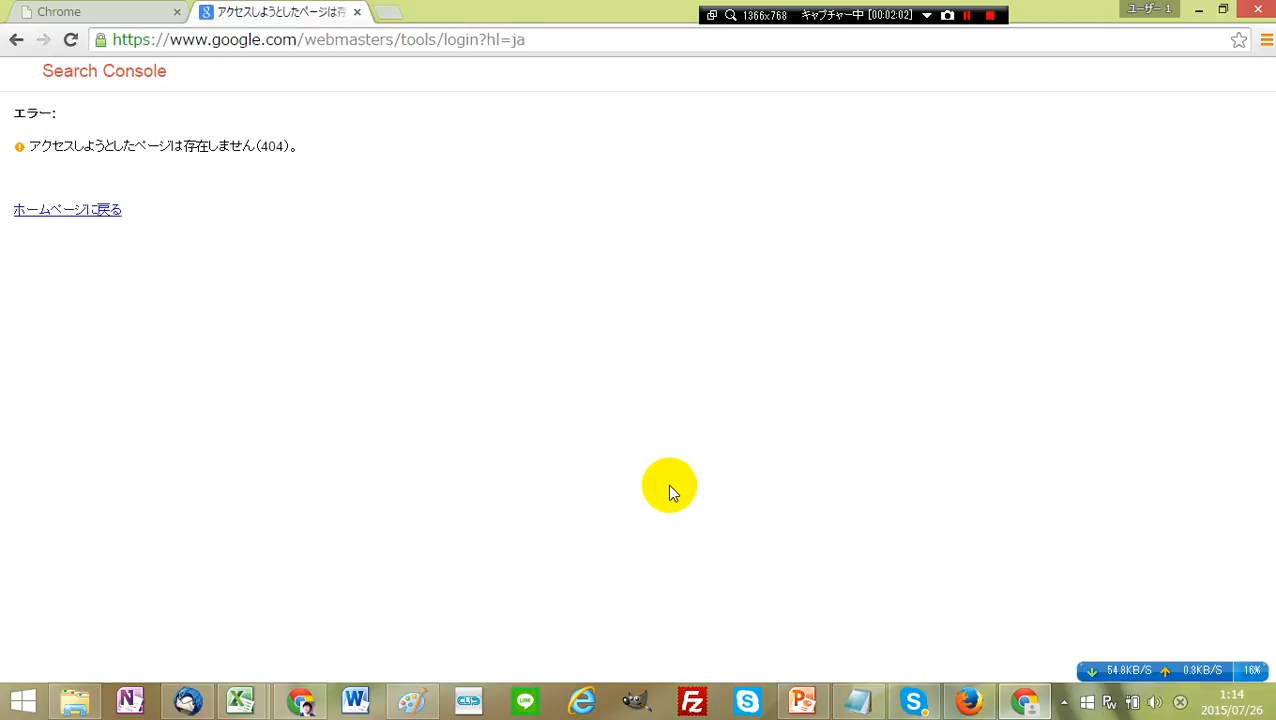 Chrome
アクセスしようとしたページは存
1366x768 キャプチャー中 [00:02:02]
ユーザー 1
https://www.google.com/webmasters/tools/login?hl=ja
Search Console
エラー:
アクセスしようとしたページは存在しません(404)。
ホームページに戻る
54.8KB/S 0.3KB/S 16%
1:14
2015/07/26